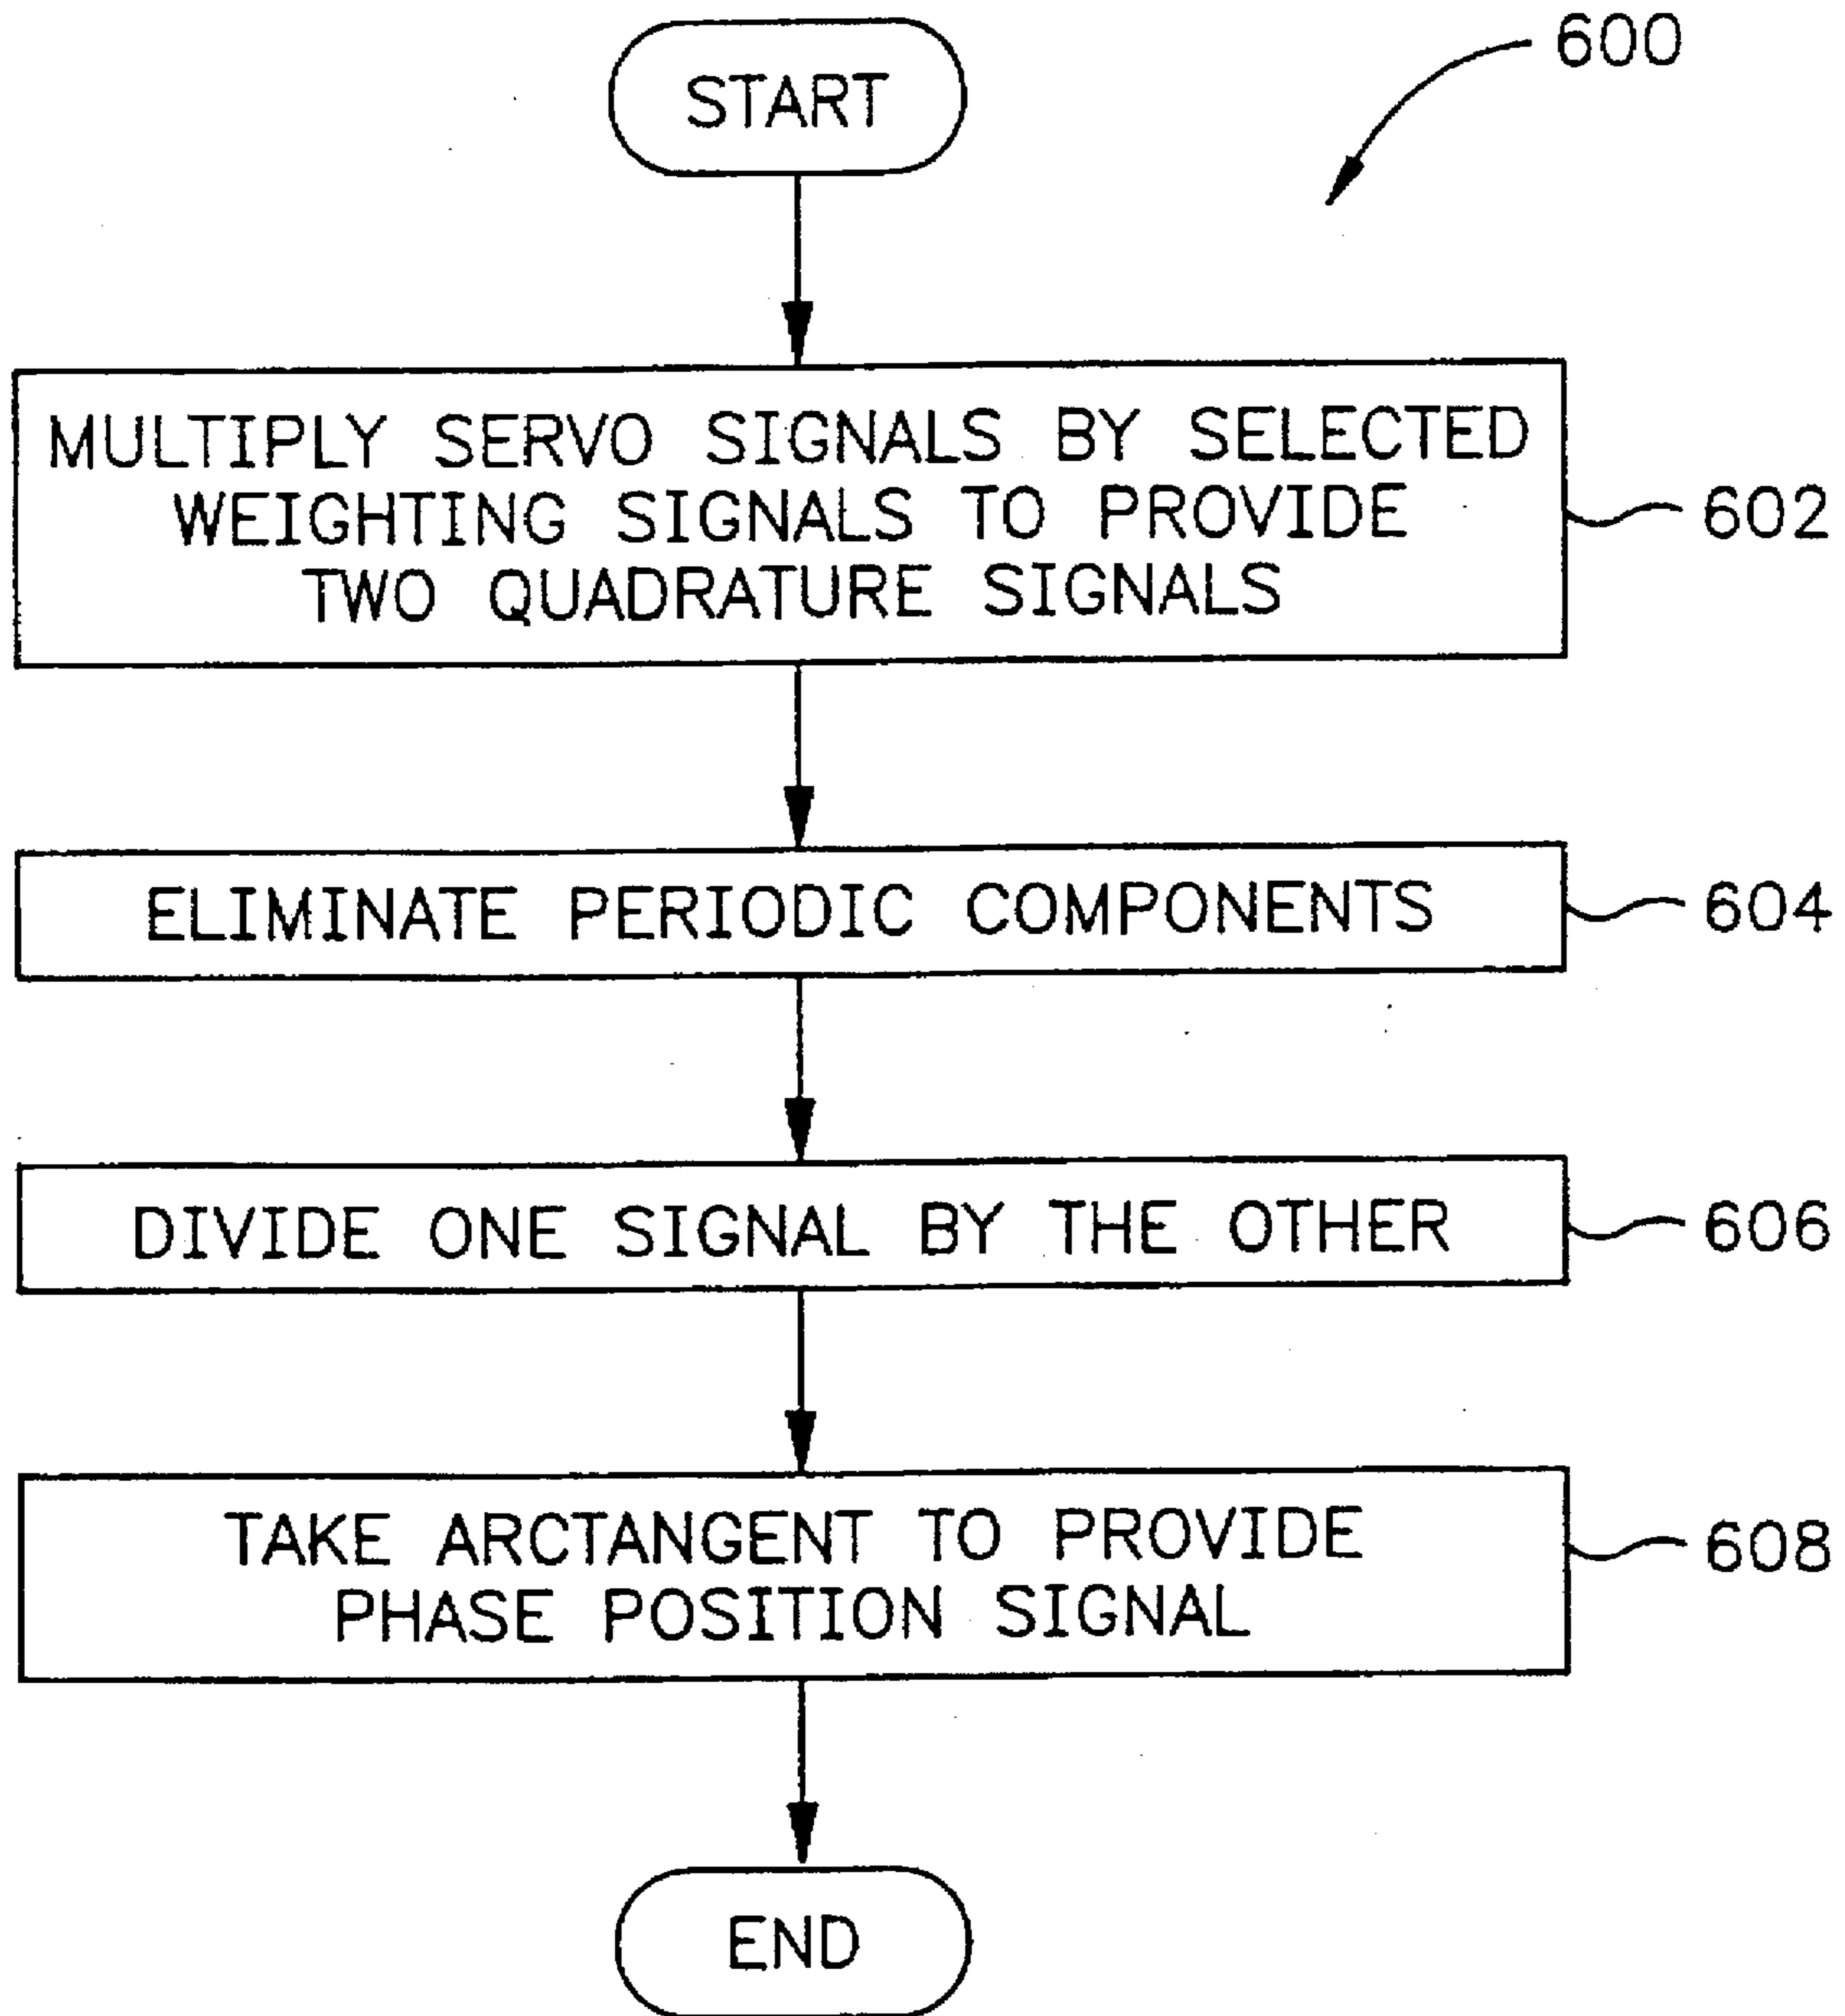 600
START
MULTIPLY SERVO SIGNALS BY SELECTED
WEIGHTING SIGNALS TO PROVIDE
TWO QUADRATURE SIGNALS
602
ELIMINATE PERIODIC COMPONENTS
604
DIVIDE ONE SIGNAL BY THE OTHER
606
TAKE ARCTANGENT TO PROVIDE
PHASE POSITION SIGNAL
608
END